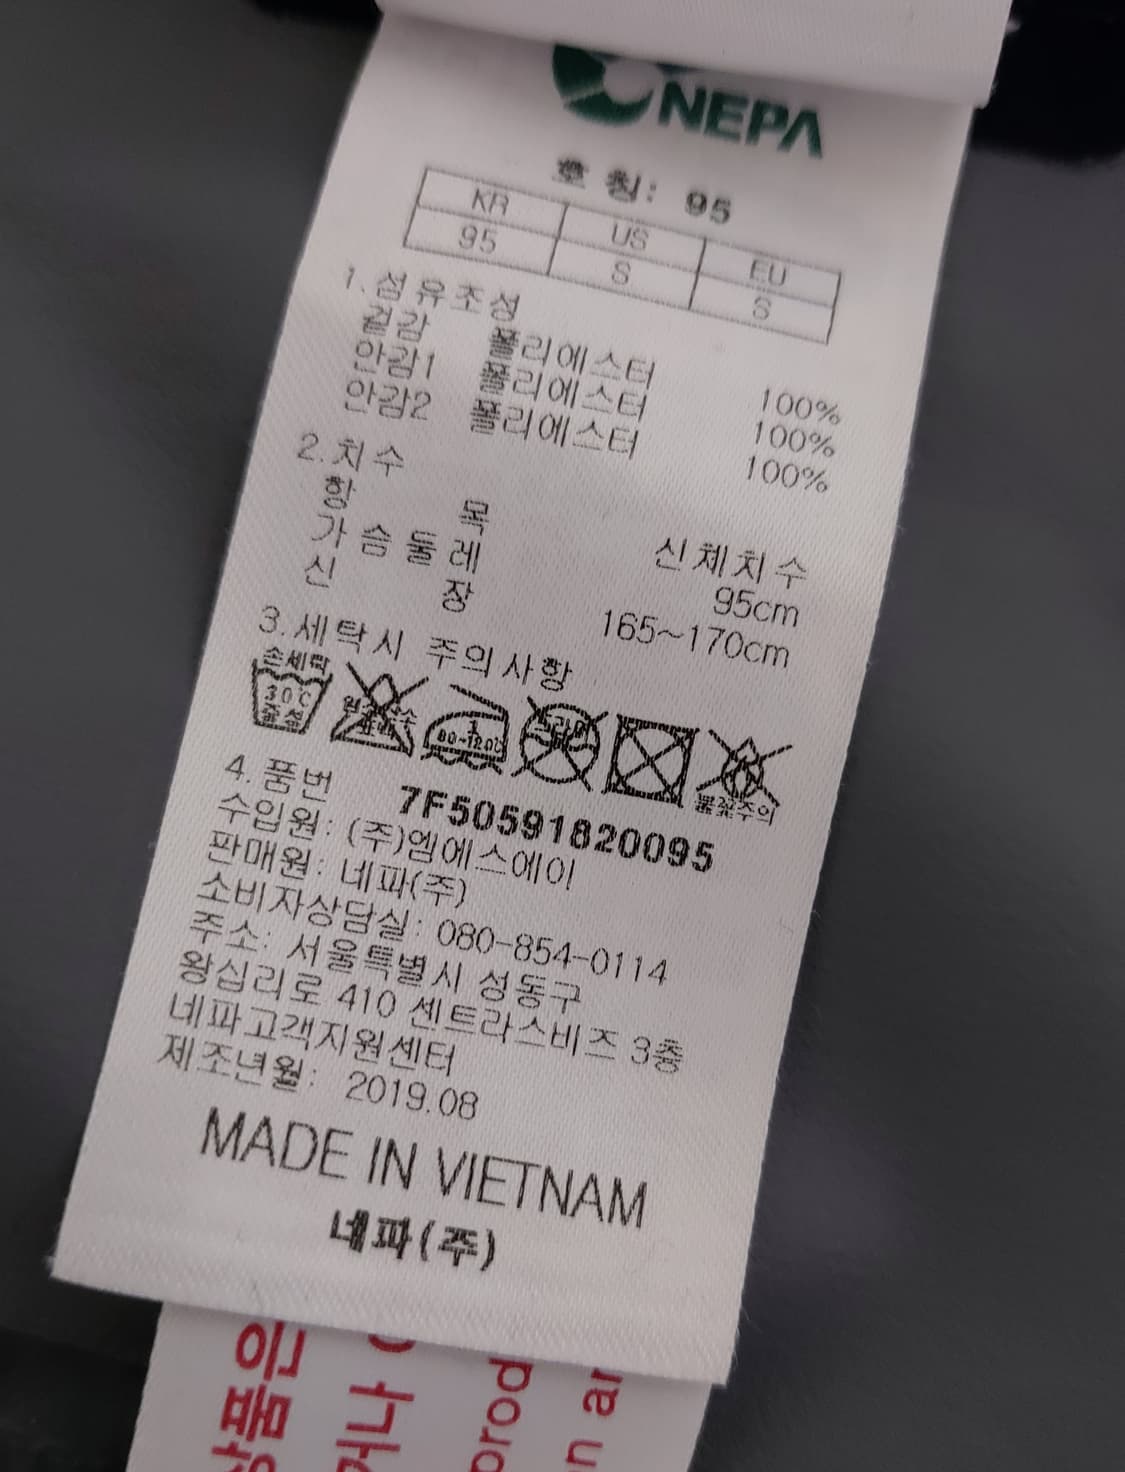 NEPA
호 칭: 95
KR US EU
95 S S
1.섬유조성
겉감 폴리에스터 100%
안감1 폴리에스터 100%
안감2 폴리에스터 100%
2.치수
항 목 신체치수
가슴둘레 95cm
신 장 165~170cm
3.세탁시 주의사항
손세탁
30℃
중성
80~120℃
드라이
불꽃주의
4.품번 7F50591820095
수입원: (주)엠에스에이
판매원: 네파(주)
소비자상담실: 080-854-0114
주소: 서울특별시 성동구
왕십리로 410 센트라스비즈 3층
네파고객지원센터
제조년월: 2019.08
MADE IN VIETNAM
네파(주)